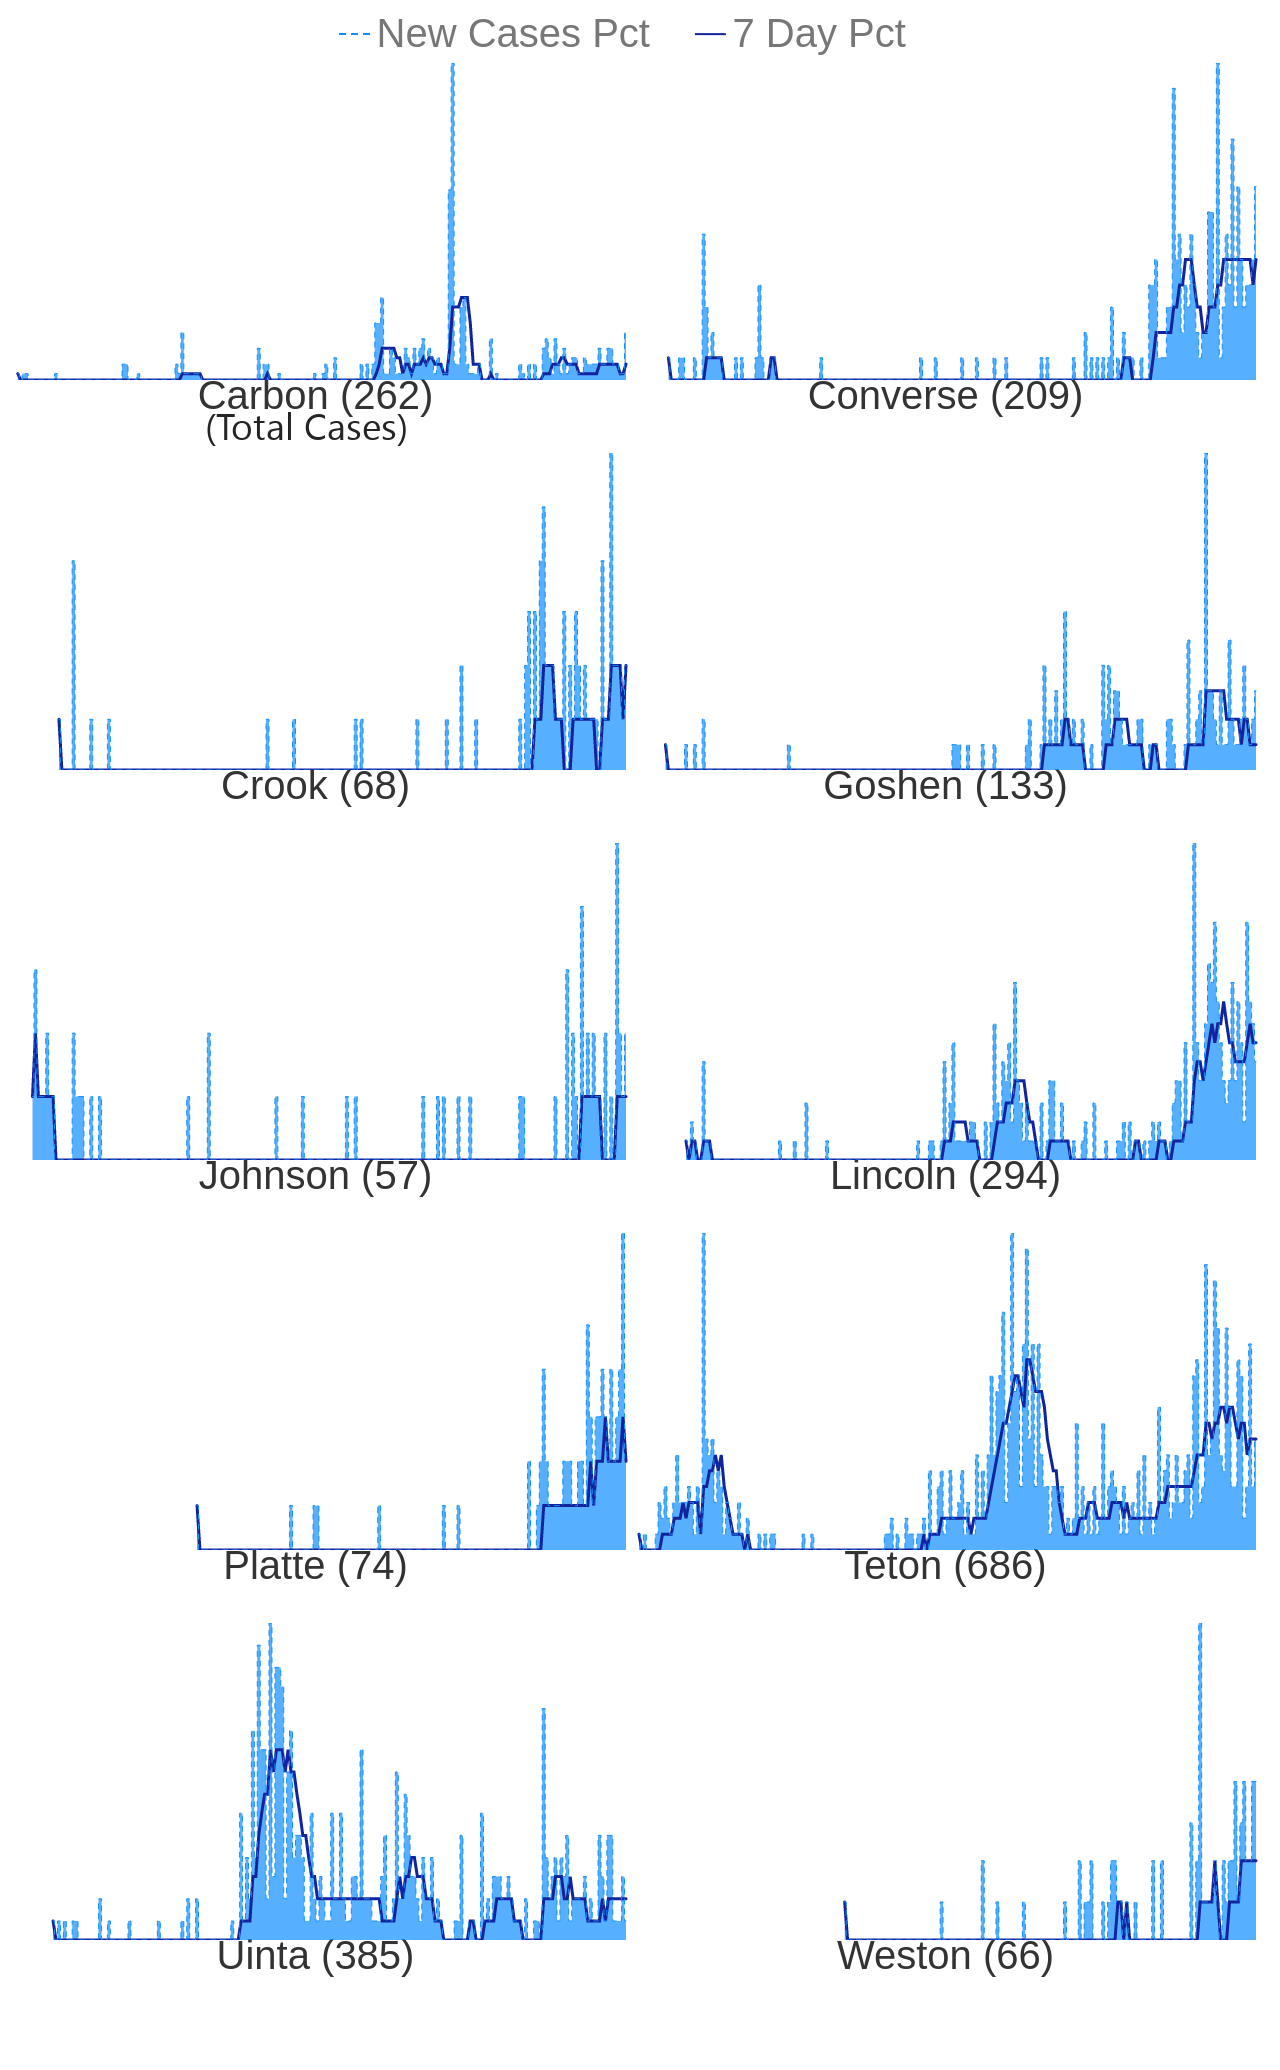 New Cases Pct 7 Day Pct
Carbon (262) Converse (209)
(Total Cases)
Crook (68) Goshen (133)
Johnson (57) Lincoln (294)
Platte (74) Teton (686)
Uinta (385) Weston (66)